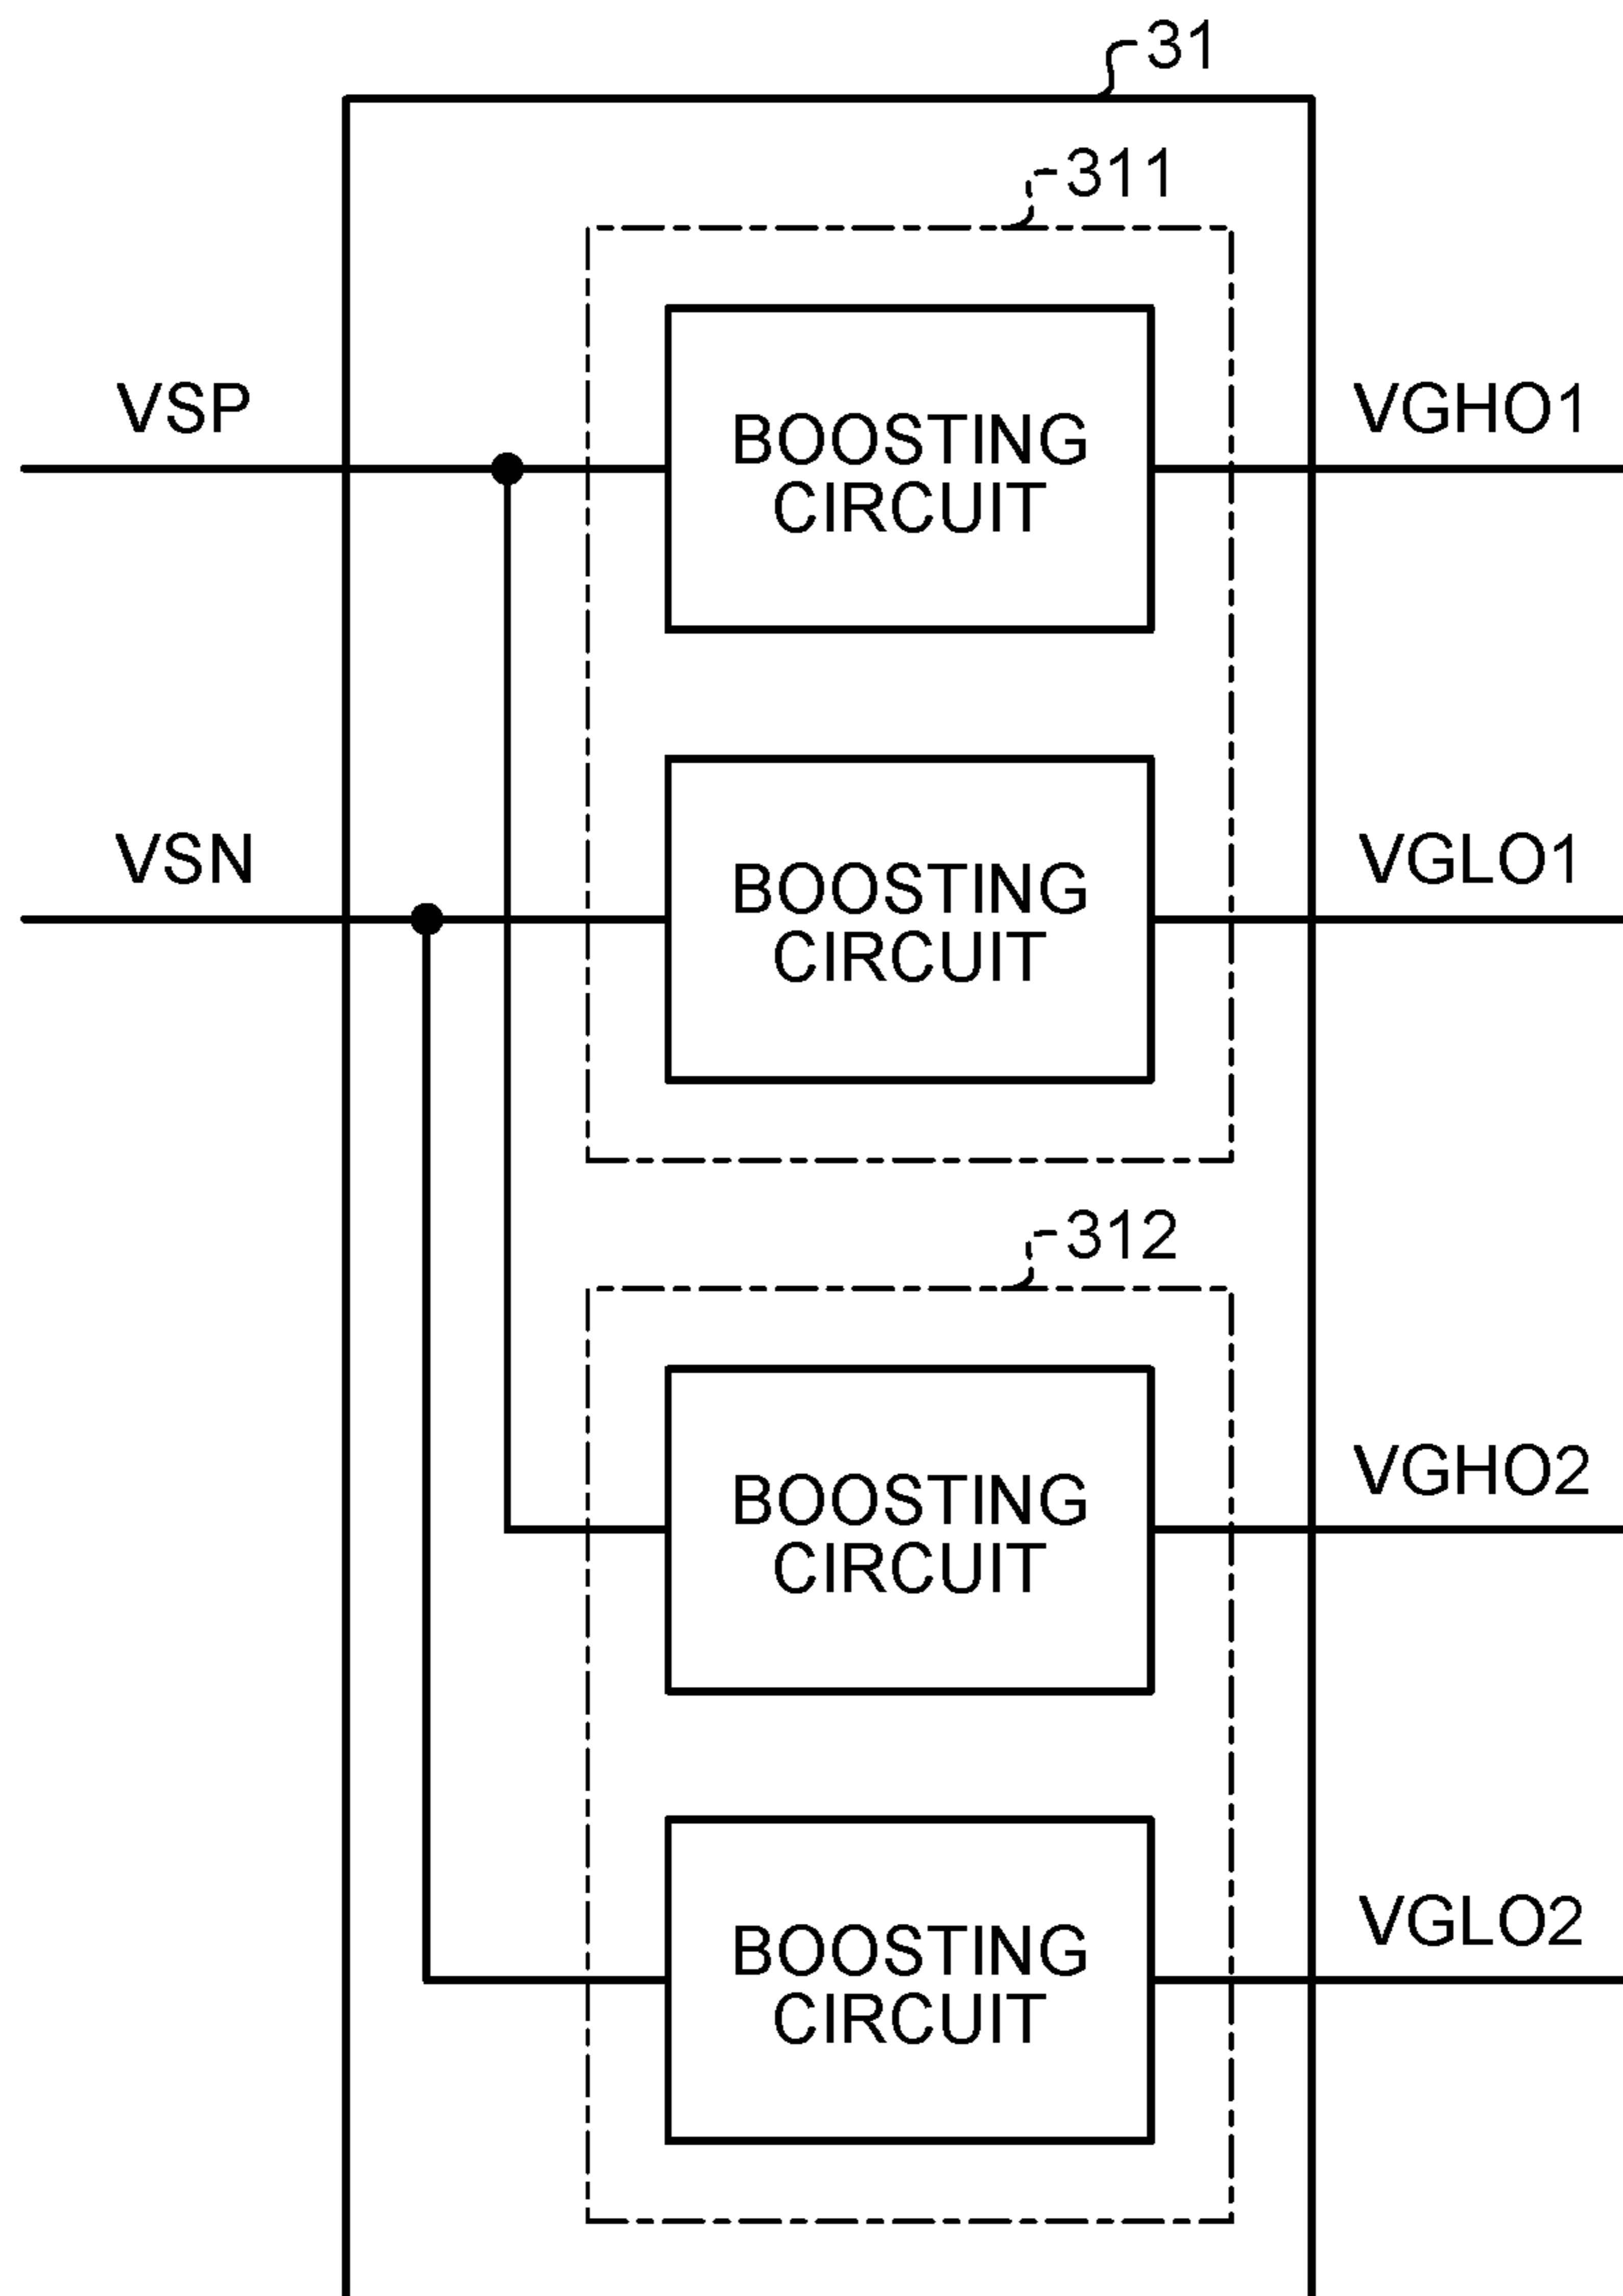 31
311
VSP
BOOSTING
CIRCUIT
VGHO1
VSN
BOOSTING
CIRCUIT
VGLO1
312
BOOSTING
CIRCUIT
VGHO2
BOOSTING
CIRCUIT
VGLO2